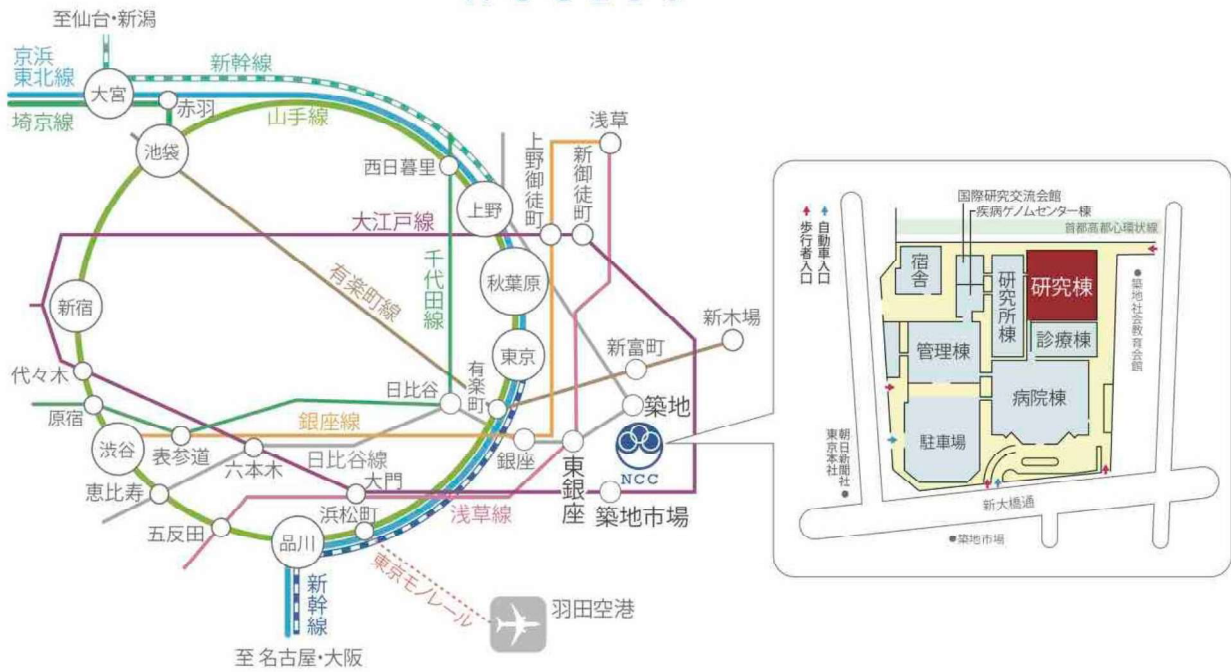 至仙台・新潟
京浜
東北線
大宮
新幹線
埼京線
赤羽
山手線
池袋
浅草
上野御徒町
新御徒町
西日暮里
上野
大江戸線
千代田線
有楽町線
秋葉原
新宿
新木場
東京
新富町
有楽町
日比谷
代々木
原宿
築地
銀座線
渋谷
表参道
六本木
日比谷線
銀座
東銀座
NCC
恵比寿
大門
浅草線
築地市場
五反田
浜松町
品川
東京モノレール
新幹線
羽田空港
至 名古屋・大阪
国際研究交流会館
疾病ゲノムセンター棟
首都高都心環状線
歩行者入口
自動車入口
宿舎
研究所棟
研究棟
築地社会教育会館
管理棟
診療棟
病院棟
駐車場
朝日新聞社
東京本社
新大橋通
築地市場